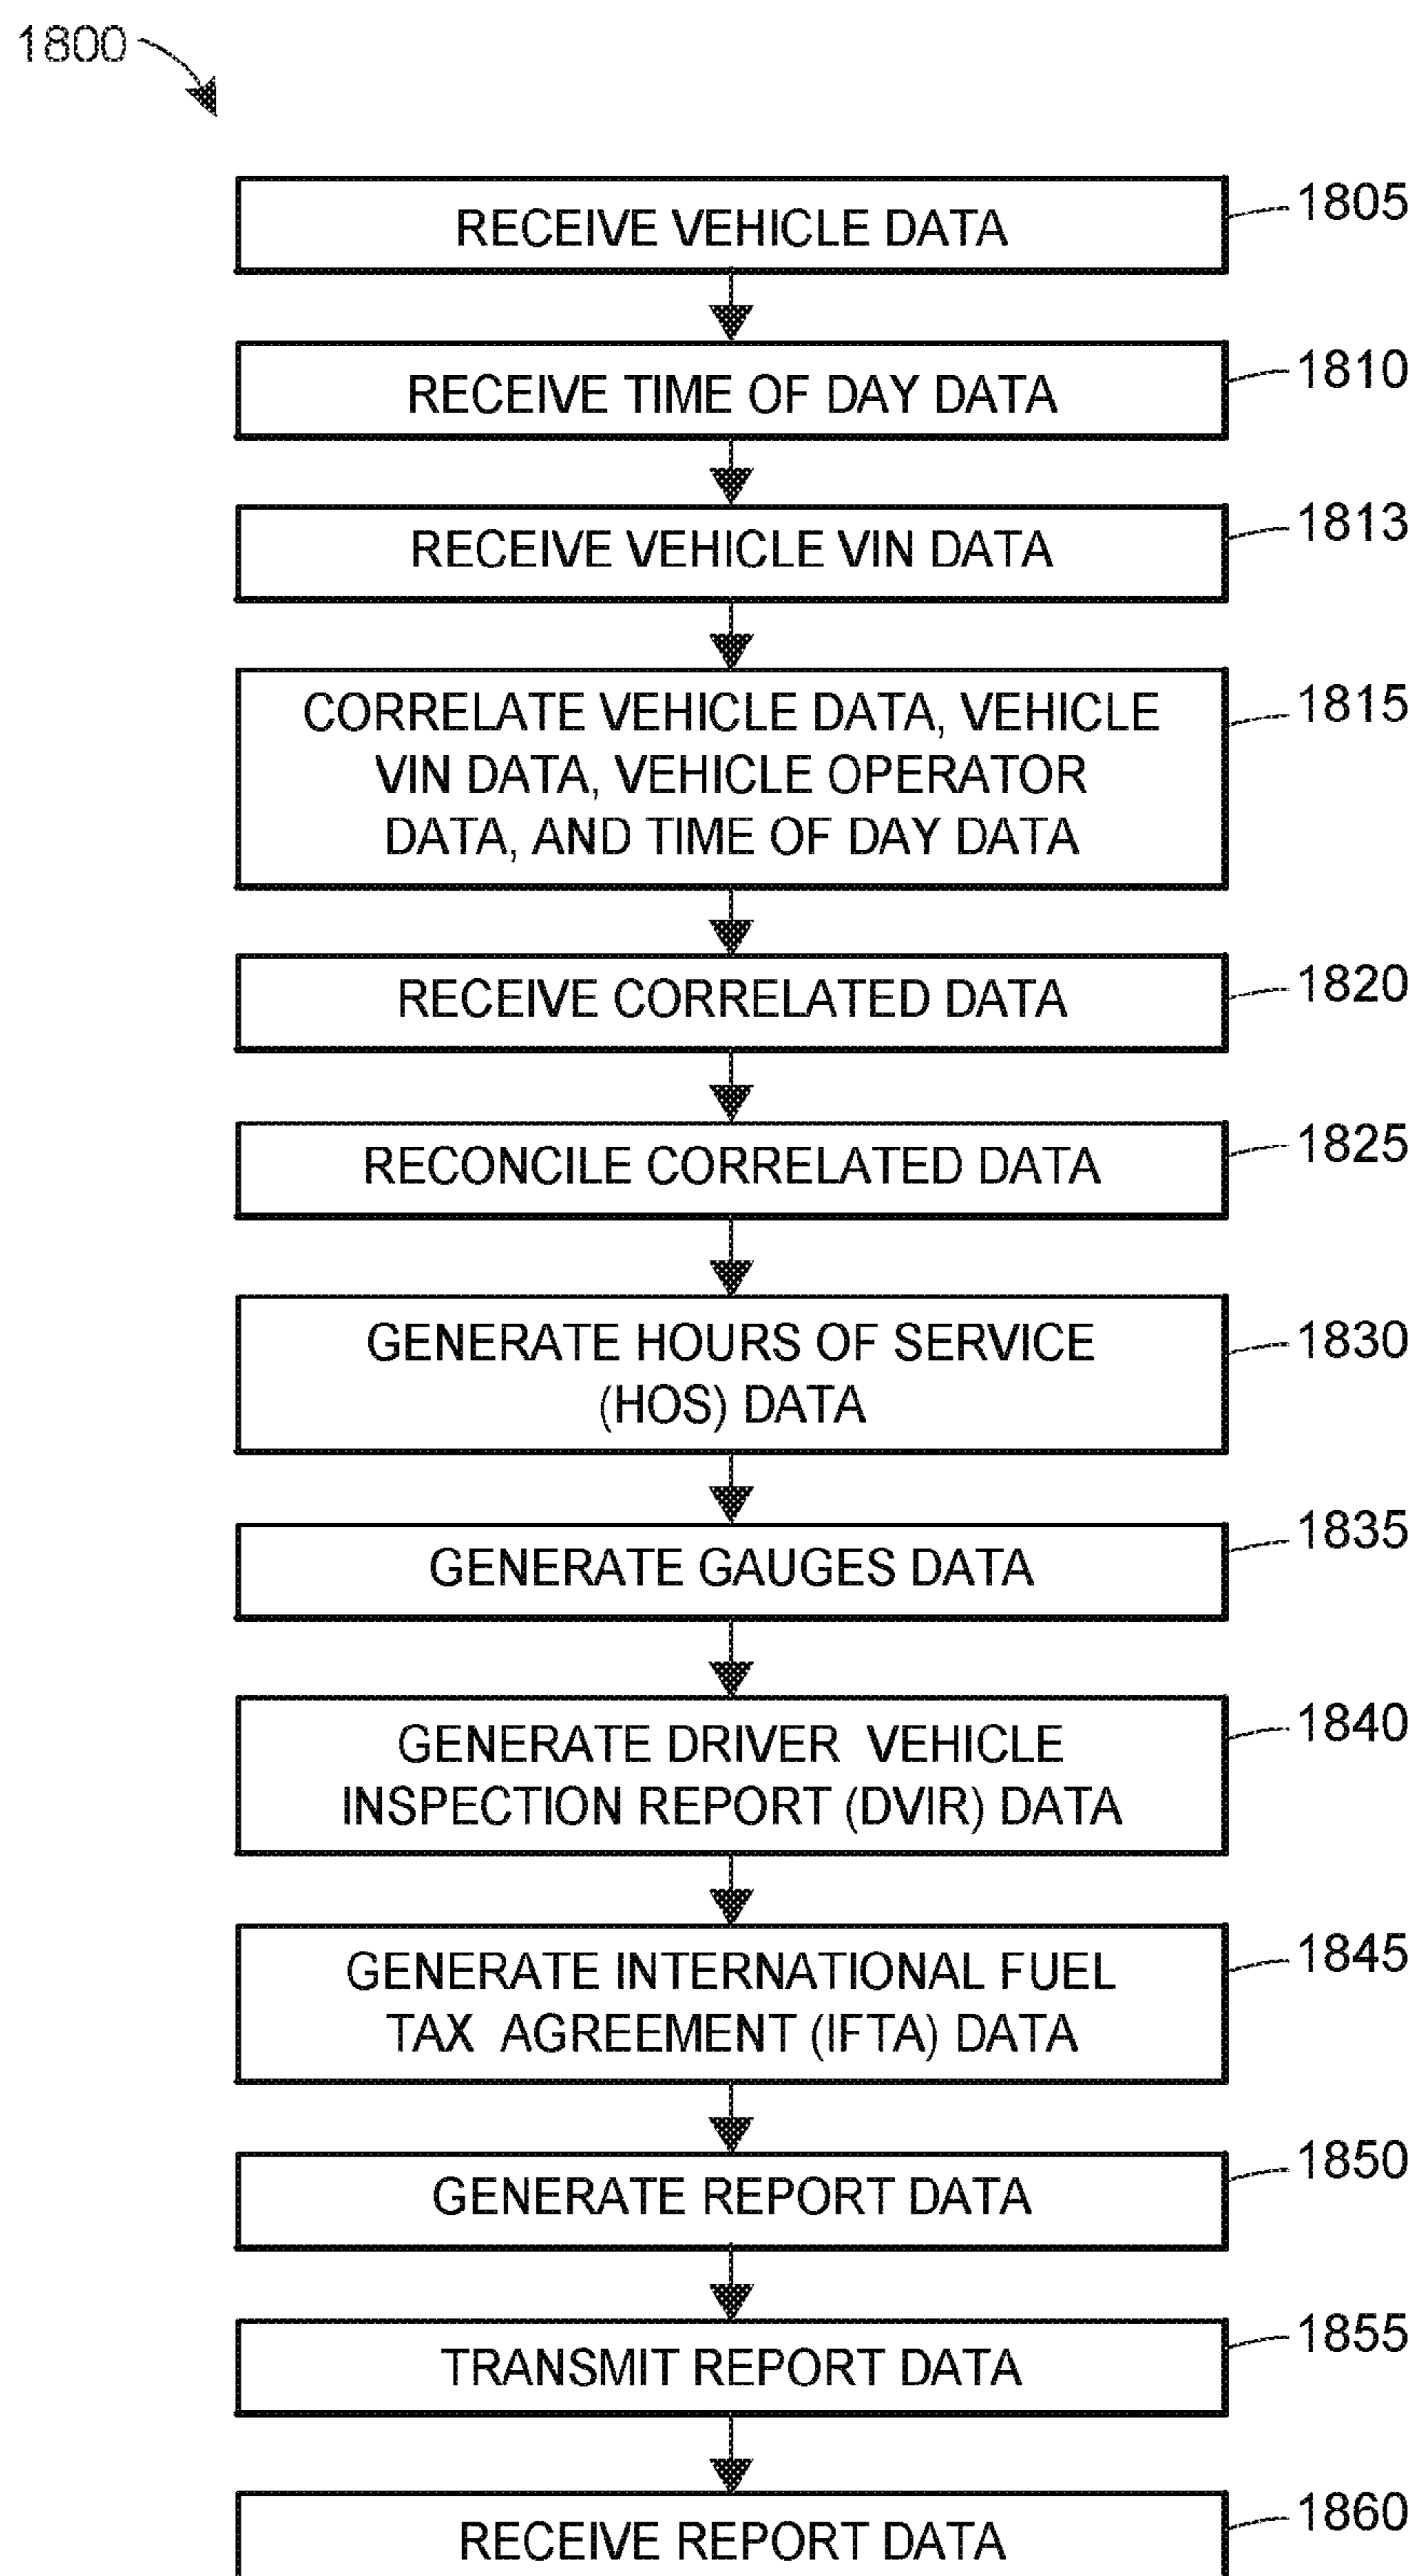 1800
RECEIVE VEHICLE DATA
1805
RECEIVE TIME OF DAY DATA
1810
RECEIVE VEHICLE VIN DATA
1813
CORRELATE VEHICLE DATA, VEHICLE
VIN DATA, VEHICLE OPERATOR
DATA, AND TIME OF DAY DATA
1815
RECEIVE CORRELATED DATA
1820
RECONCILE CORRELATED DATA
1825
GENERATE HOURS OF SERVICE
(HOS) DATA
1830
GENERATE GAUGES DATA
1835
GENERATE DRIVER VEHICLE
INSPECTION REPORT (DVIR) DATA
1840
GENERATE INTERNATIONAL FUEL
TAX AGREEMENT (IFTA) DATA
1845
GENERATE REPORT DATA
1850
TRANSMIT REPORT DATA
1855
RECEIVE REPORT DATA
1860